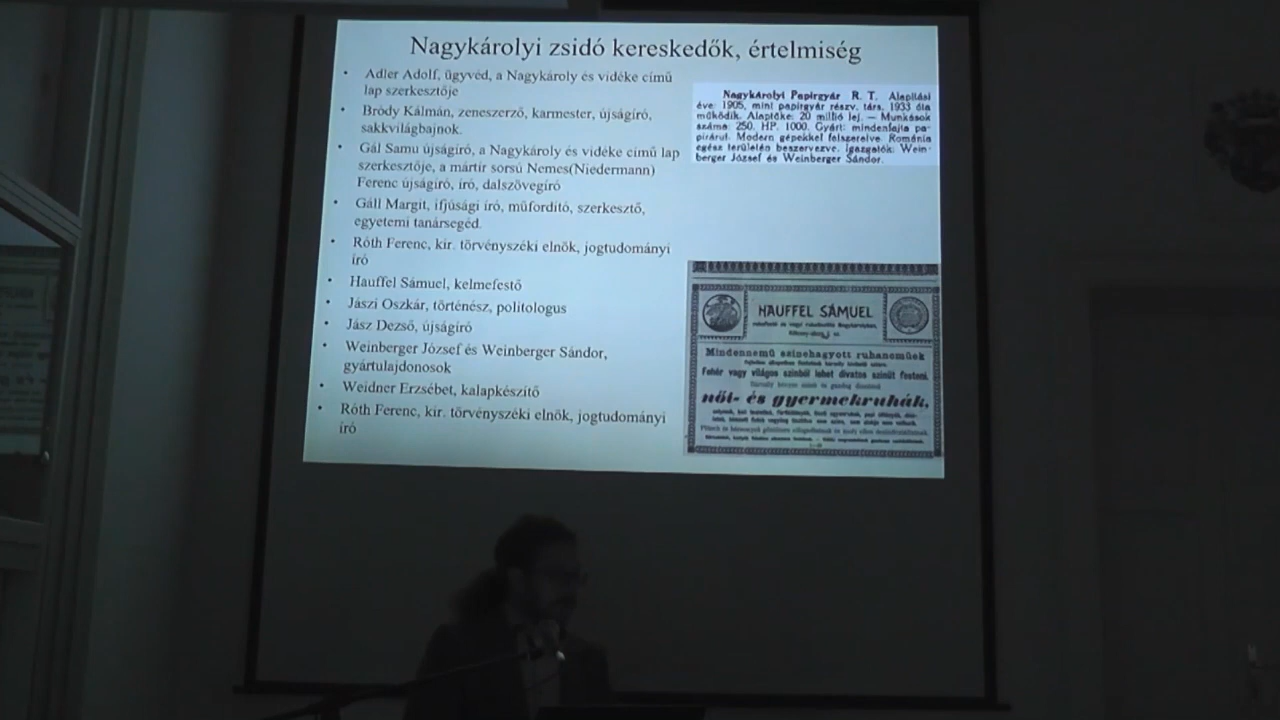 Nagykárolyi zsidó kereskedők, értelmiség
• Adler Adolf, ügyvéd, a Nagykároly és vidéke című
lap szerkesztője
• Bródy Kálmán, zeneszerző, karmester, újságíró,
sakkvilágbajnok.
• Gál Samu újságíró, a Nagykároly és vidéke című lap
szerkesztője, a mártír sorsú Nemes(Niedermann)
Ferenc újságíró, író, dalszövegíró
• Gáll Margit, ifjúsági író, műfordító, szerkesztő,
egyetemi tanársegéd.
• Róth Ferenc, kir. törvényszéki elnök, jogtudományi
író
• Hauffel Sámuel, kelmefestő
• Jászi Oszkár, történész, politologus
• Jász Dezső, újságíró
• Weinberger József és Weinberger Sándor,
gyártulajdonosok
• Weidner Erzsébet, kalapkészítő
• Róth Ferenc, kir. törvényszéki elnök, jogtudományi
író
Nagykárolyi Papirgyár R. T. Alapítási
éve: 1905, mint papirgyár részv. társ. 1933 óta
működik. Alaptőke: 20 millió lej. — Munkások
száma: 250. HP. 1000. Gyárt: mindenfajta pa-
pirárut. Modern gépekkel felszerelve. Románia
egész területén beszervezve. Igazgatók: Wein-
berger József és Weinberger Sándor.
HAUFFEL SÁMUEL
Mindennemű szinehagyott ruhanemüek
Fehér vagy világos szinből lehet divatos szinüt festeni.
női- és gyermekruhák,